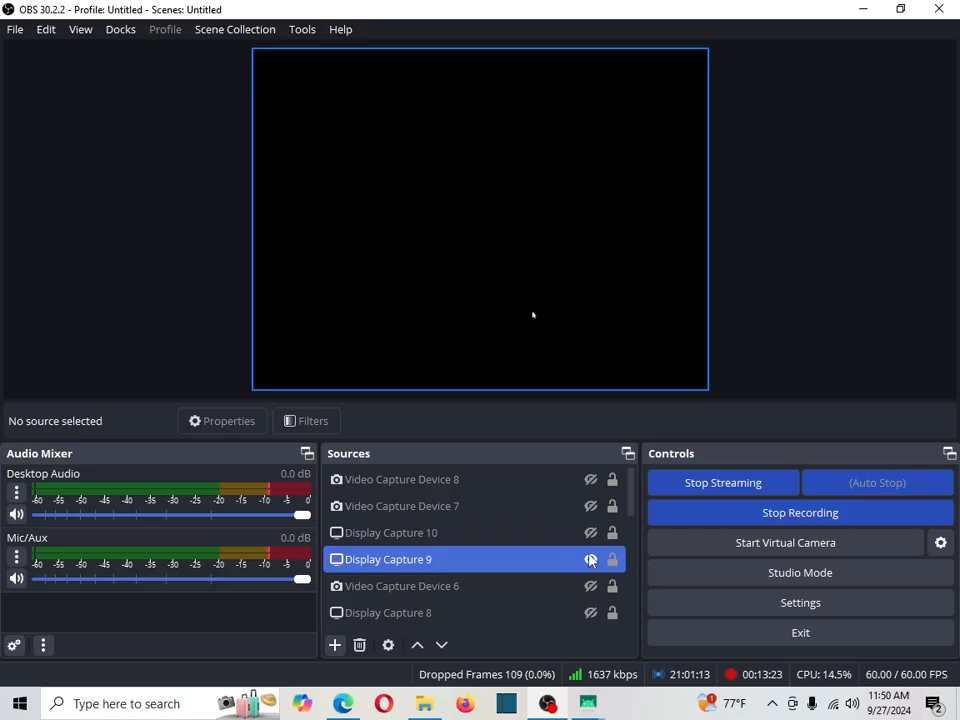 OBS 30.2.2 - Profile: Untitled - Scenes: Untitled
File Edit View Docks Profile Scene Collection Tools Help
No source selected Properties Filters
Audio Mixer
Desktop Audio 0.0 dB
-60 -55 -50 -45 -40 -35 -30 -25 -20 -15 -10 -5 0
Mic/Aux 0.0 dB
-60 -55 -50 -45 -40 -35 -30 -25 -20 -15 -10 -5 0
Sources
Video Capture Device 8
Video Capture Device 7
Display Capture 10
Display Capture 9
Video Capture Device 6
Display Capture 8
Controls
Stop Streaming (Auto Stop)
Stop Recording
Start Virtual Camera
Studio Mode
Settings
Exit
Dropped Frames 109 (0.0%) 1637 kbps 21:01:13 00:13:23 CPU: 14.5% 60.00 / 60.00 FPS
Type here to search
77°F
11:50 AM
9/27/2024
2